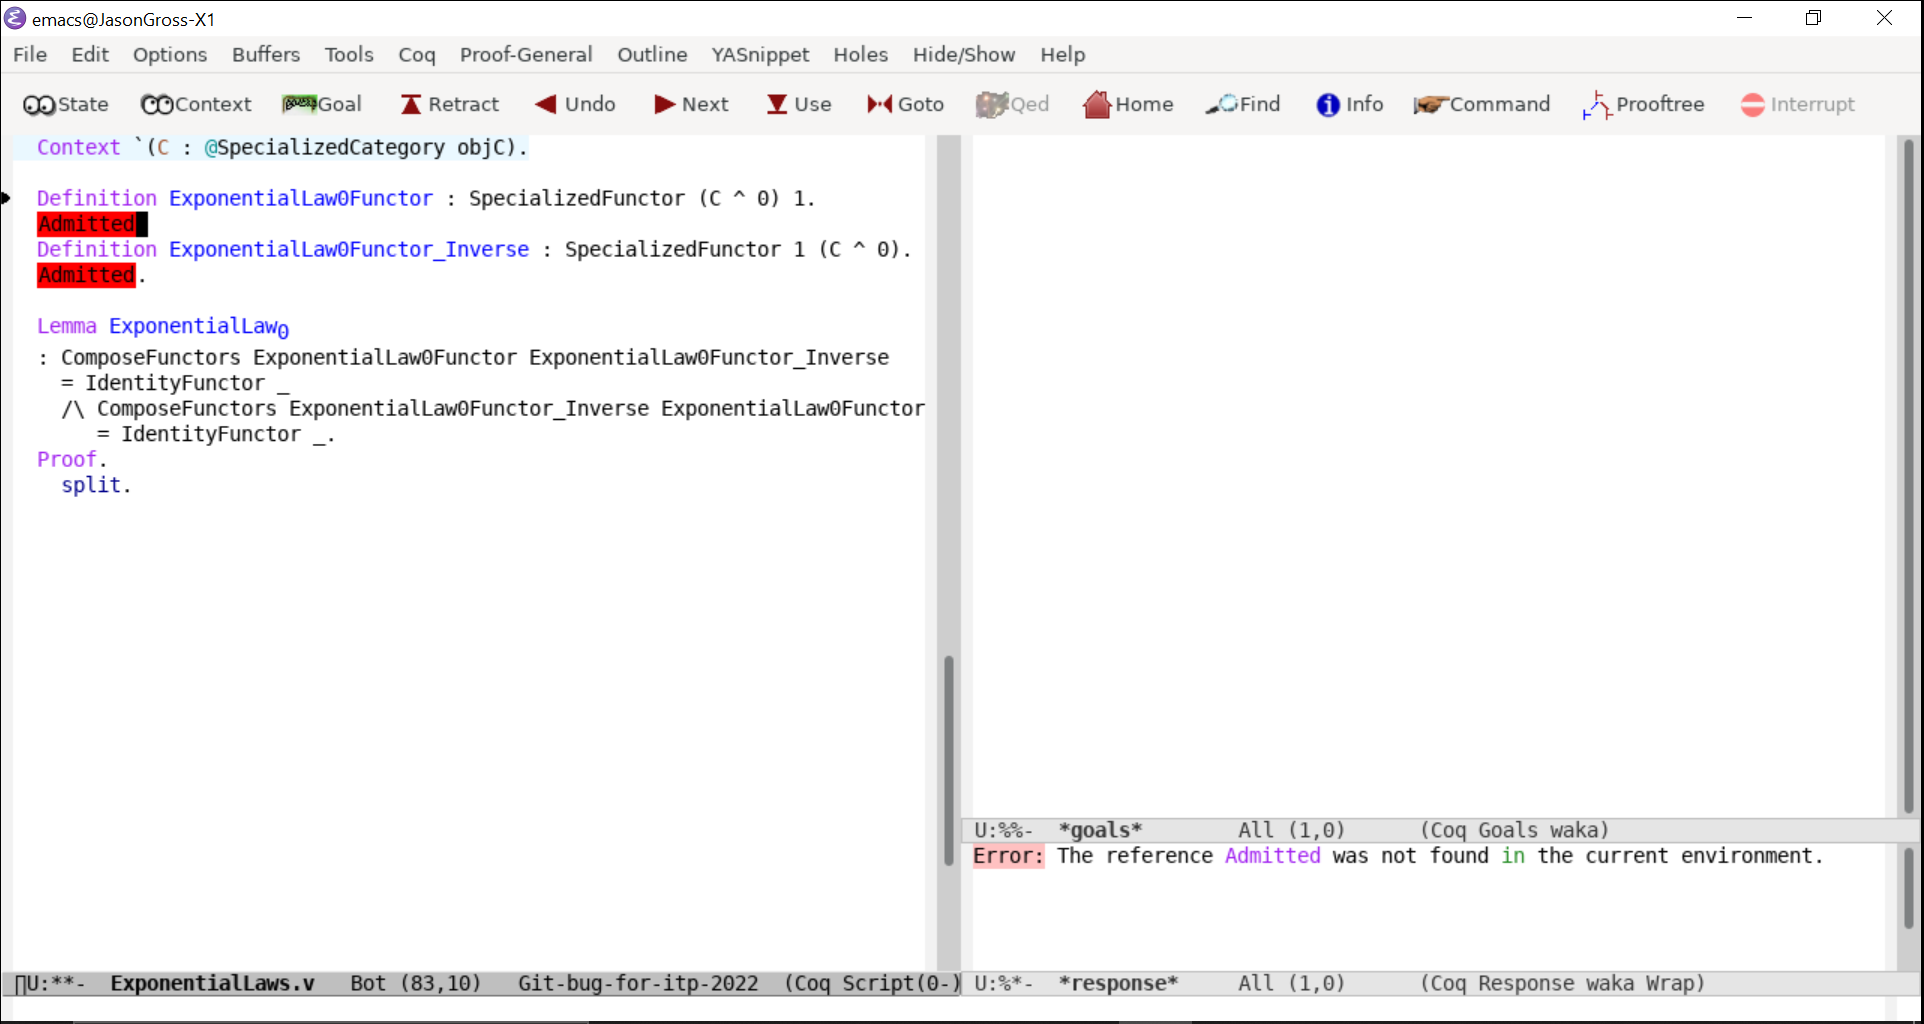 emacs@JasonGross-X1
File Edit Options Buffers Tools Coq Proof-General Outline YASnippet Holes Hide/Show Help
State Context Goal Retract Undo Next Use Goto Qed Home Find Info Command Prooftree Interrupt
Context `(C : @SpecializedCategory objC).
Definition ExponentialLaw0Functor : SpecializedFunctor (C ^ 0) 1.
Admitted
Definition ExponentialLaw0Functor_Inverse : SpecializedFunctor 1 (C ^ 0).
Admitted.
Lemma ExponentialLaw₀
: ComposeFunctors ExponentialLaw0Functor ExponentialLaw0Functor_Inverse
= IdentityFunctor _
/\ ComposeFunctors ExponentialLaw0Functor_Inverse ExponentialLaw0Functor
= IdentityFunctor _.
Proof.
split.
U:**- ExponentialLaws.v Bot (83,10) Git-bug-for-itp-2022 (Coq Script(0-)
U:%%- *goals* All (1,0) (Coq Goals waka)
Error: The reference Admitted was not found in the current environment.
U:%*- *response* All (1,0) (Coq Response waka Wrap)